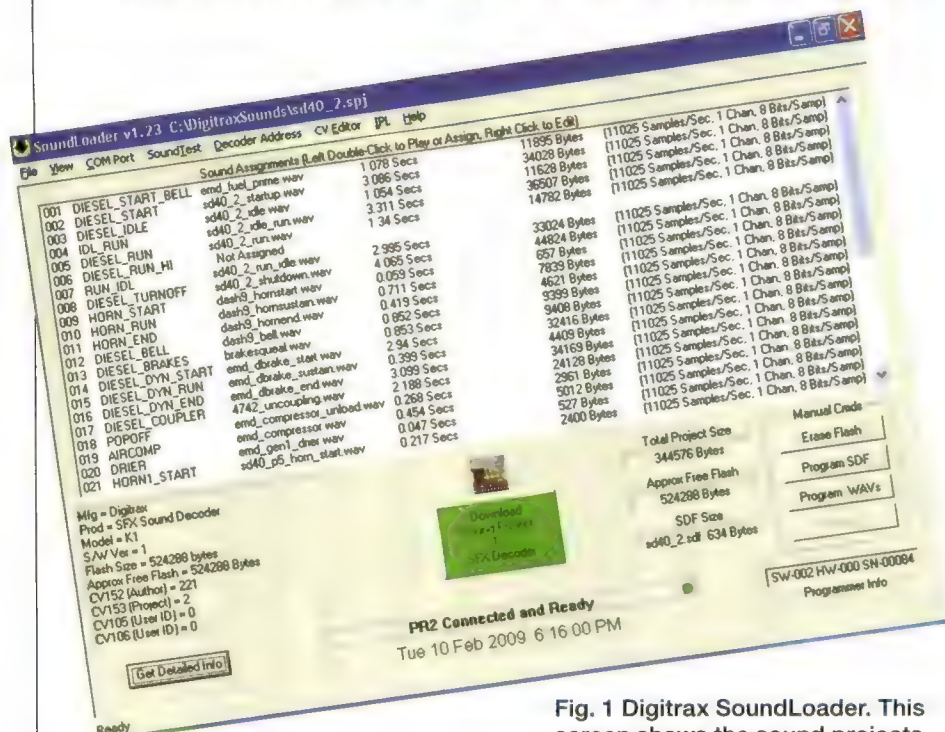 SoundLoader v1.23 C:\DigitraxSounds\sd40_2.spj
File View COM Port SoundTest Decoder Address CV Editor IPL Help
Sound Assignments (Left Double-Click to Play or Assign, Right Click to Edit)
001 DIESEL_START_BELL emd_fuel_prime.wav 1.078 Secs 11895 Bytes (11025 Samples/Sec, 1 Chan, 8 Bits/Samp)
002 DIESEL_START sd40_2_startup.wav 3.086 Secs 34028 Bytes (11025 Samples/Sec, 1 Chan, 8 Bits/Samp)
003 DIESEL_IDLE sd40_2_idle.wav 1.054 Secs 11628 Bytes (11025 Samples/Sec, 1 Chan, 8 Bits/Samp)
004 IDL_RUN sd40_2_idle_run.wav 3.311 Secs 36507 Bytes (11025 Samples/Sec, 1 Chan, 8 Bits/Samp)
005 DIESEL_RUN sd40_2_run.wav 1.34 Secs 14782 Bytes (11025 Samples/Sec, 1 Chan, 8 Bits/Samp)
006 DIESEL_RUN_HI Not Assigned
007 RUN_IDL sd40_2_run_idle.wav 2.995 Secs 33024 Bytes (11025 Samples/Sec, 1 Chan, 8 Bits/Samp)
008 DIESEL_TURNOFF sd40_2_shutdown.wav 4.065 Secs 44824 Bytes (11025 Samples/Sec, 1 Chan, 8 Bits/Samp)
009 HORN_START dash9_hornstart.wav 0.059 Secs 657 Bytes (11025 Samples/Sec, 1 Chan, 8 Bits/Samp)
010 HORN_RUN dash9_hornsustain.wav 0.711 Secs 7839 Bytes (11025 Samples/Sec, 1 Chan, 8 Bits/Samp)
011 HORN_END dash9_hornend.wav 0.419 Secs 4621 Bytes (11025 Samples/Sec, 1 Chan, 8 Bits/Samp)
012 DIESEL_BELL dash9_bell.wav 0.852 Secs 9399 Bytes (11025 Samples/Sec, 1 Chan, 8 Bits/Samp)
013 DIESEL_BRAKES brakesqueal.wav 0.853 Secs 9408 Bytes (11025 Samples/Sec, 1 Chan, 8 Bits/Samp)
014 DIESEL_DYN_START emd_dbrake_start.wav 2.94 Secs 32416 Bytes (11025 Samples/Sec, 1 Chan, 8 Bits/Samp)
015 DIESEL_DYN_RUN emd_dbrake_sustain.wav 0.399 Secs 4409 Bytes (11025 Samples/Sec, 1 Chan, 8 Bits/Samp)
016 DIESEL_DYN_END emd_dbrake_end.wav 3.099 Secs 34169 Bytes (11025 Samples/Sec, 1 Chan, 8 Bits/Samp)
017 DIESEL_COUPLER 4742_uncoupling.wav 2.188 Secs 24128 Bytes (11025 Samples/Sec, 1 Chan, 8 Bits/Samp)
018 POPOFF emd_compressor_unload.wav 0.268 Secs 2961 Bytes (11025 Samples/Sec, 1 Chan, 8 Bits/Samp)
019 AIRCOMP emd_compressor.wav 0.454 Secs 5012 Bytes (11025 Samples/Sec, 1 Chan, 8 Bits/Samp)
020 DRIER emd_gen1_drier.wav 0.047 Secs 527 Bytes (11025 Samples/Sec, 1 Chan, 8 Bits/Samp)
021 HORN1_START sd40_p5_horn_start.wav 0.217 Secs 2400 Bytes (11025 Samples/Sec, 1 Chan, 8 Bits/Samp)
Mfg = Digitrax
Prod = SFX Sound Decoder
Model = K1
S/W Ver = 1
Flash Size = 524288 bytes
Approx Free Flash = 524288 Bytes
CV152 (Author) = 221
CV153 (Project) = 2
CV105 (User ID) = 0
CV106 (User ID) = 0
Get Detailed Info
Ready
Download
SFX Decoder
PR2 Connected and Ready
Tue 10 Feb 2009 6 16:00 PM
Total Project Size
344576 Bytes
Approx Free Flash
524288 Bytes
SDF Size
sd40_2.sdf 634 Bytes
Manual Cmds
Erase Flash
Program SDF
Program WAVs
SW-002 HW-000 SN-00084
Programmer Info
Fig. 1 Digitrax SoundLoader. This
screen shows the sound projects